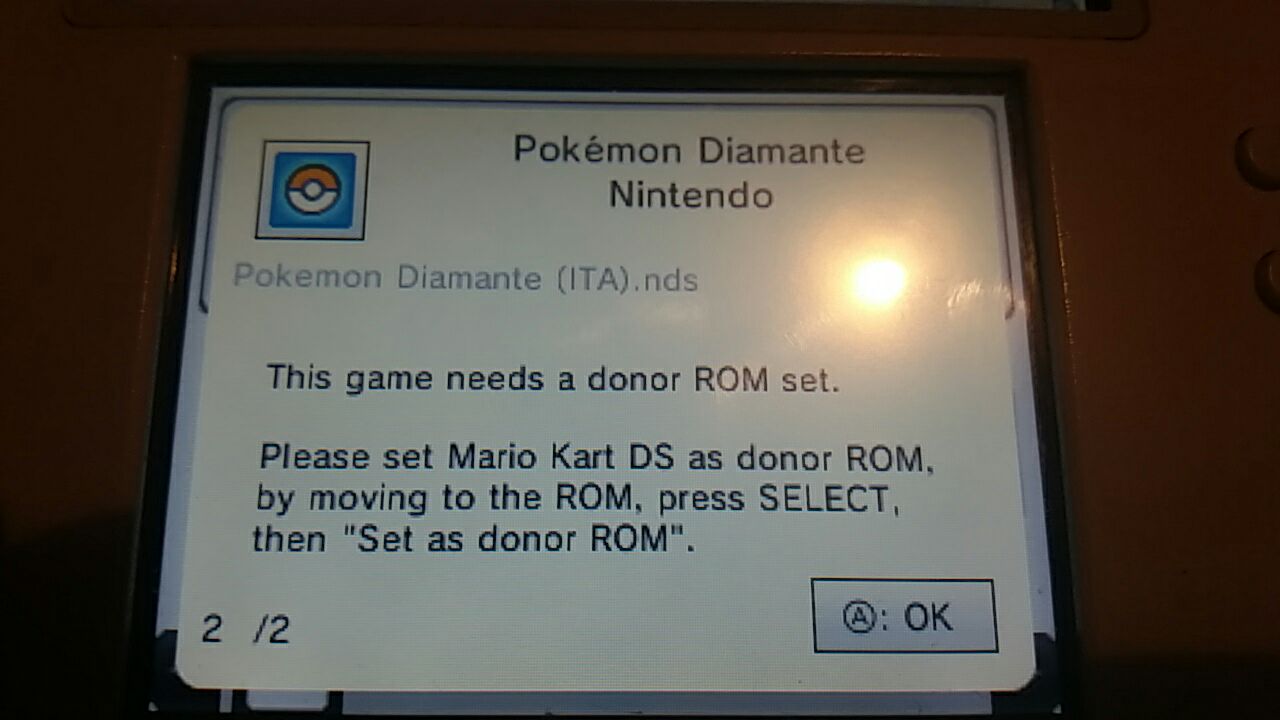 Pokémon Diamante
Nintendo
Pokemon Diamante (ITA).nds
This game needs a donor ROM set.
Please set Mario Kart DS as donor ROM,
by moving to the ROM, press SELECT,
then "Set as donor ROM".
2 /2
Ⓐ: OK